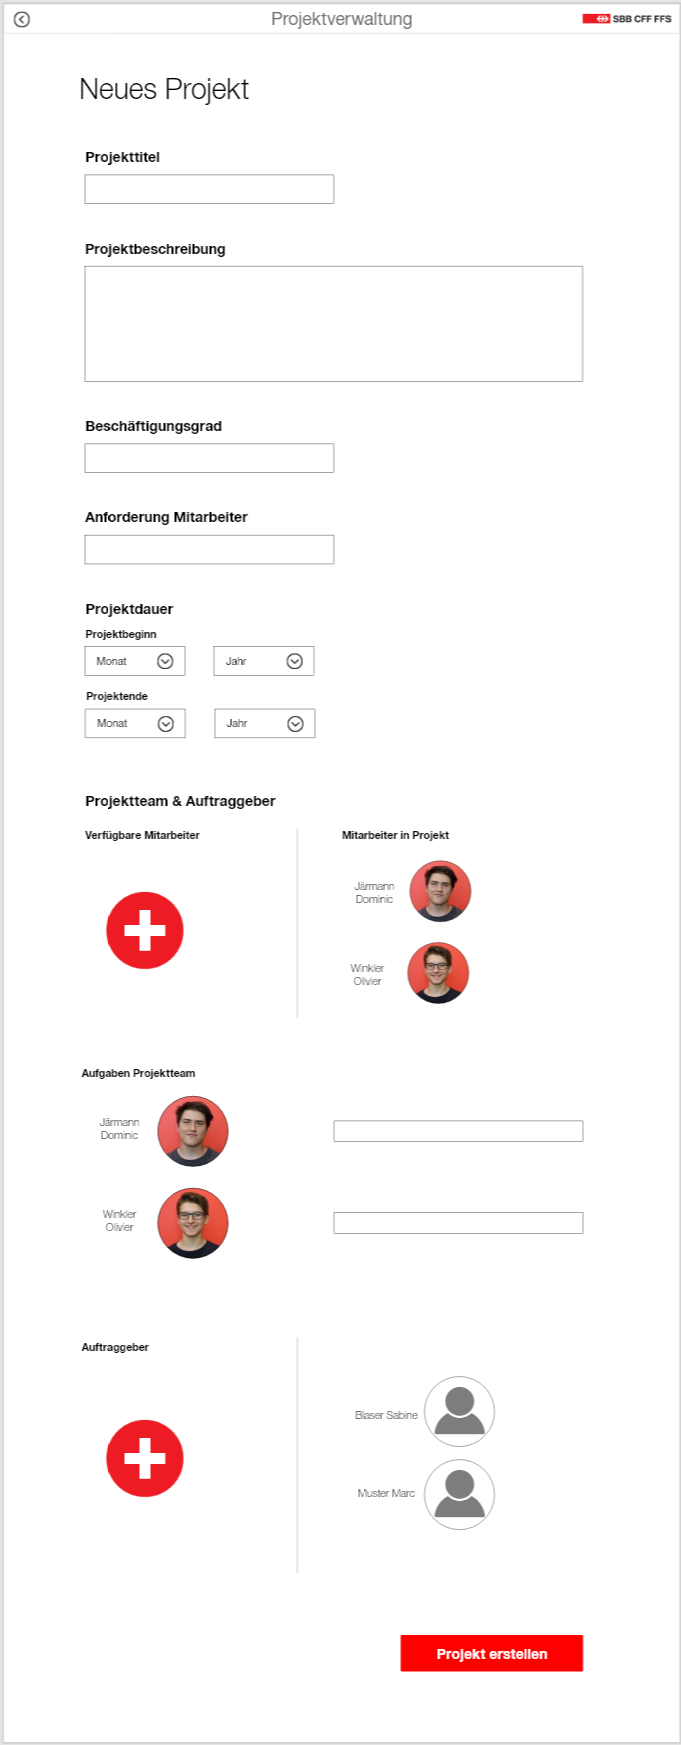 Projektverwaltung
SBB CFF FFS
Neues Projekt
Projekttitel
Projektbeschreibung
Beschäftigungsgrad
Anforderung Mitarbeiter
Projektdauer
Projektbeginn
Monat
Jahr
Projektende
Monat
Jahr
Projektteam & Auftraggeber
Verfügbare Mitarbeiter
Mitarbeiter in Projekt
Järmann
Dominic
Winkler
Olivier
Aufgaben Projektteam
Järmann
Dominic
Winkler
Olivier
Auftraggeber
Blaser Sabine
Muster Marc
Projekt erstellen